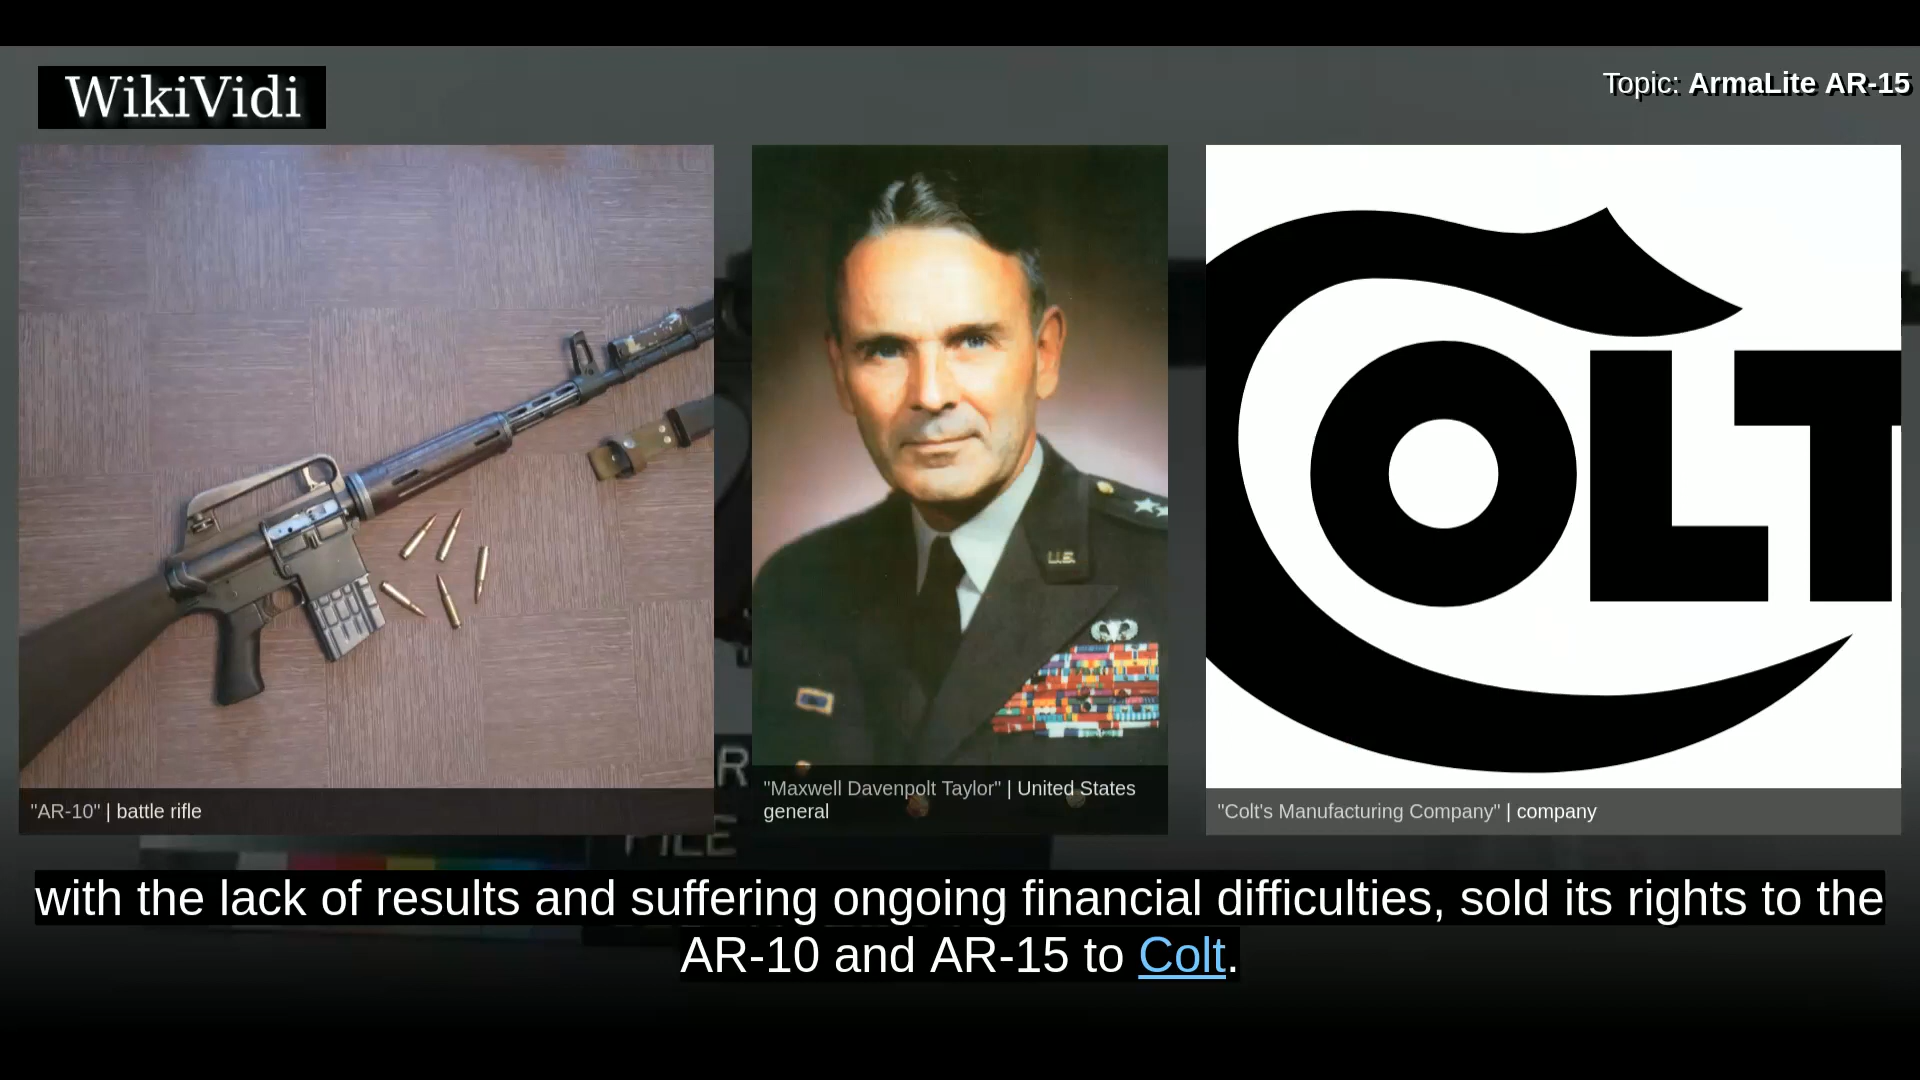 WikiVidi
Topic: ArmaLite AR-15
U.S.
COLT
"AR-10" | battle rifle
"Maxwell Davenpolt Taylor" | United States
general
"Colt's Manufacturing Company" | company
with the lack of results and suffering ongoing financial difficulties, sold its rights to the
AR-10 and AR-15 to Colt.